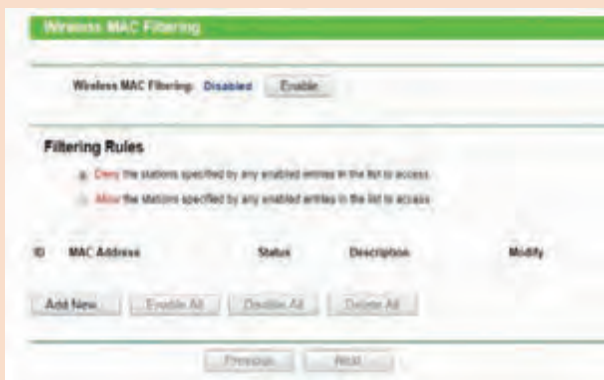 Wireless MAC Filtering
Wireless MAC Filtering: Disabled Enable
Filtering Rules
Deny the stations specified by any enabled entries in the list to access.
Allow the stations specified by any enabled entries in the list to access.
ID MAC Address Status Description Modify
Add New... Enable All Disable All Delete All
Previous Next